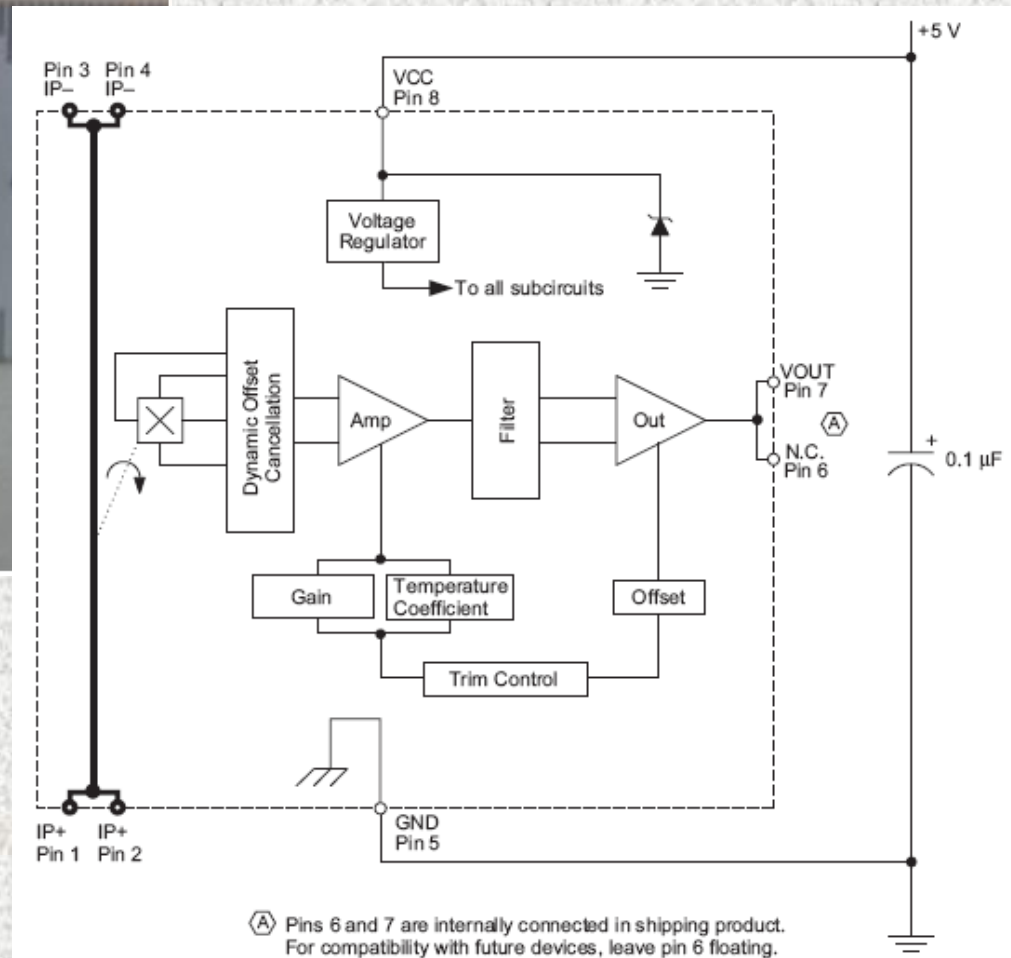 +5 V
Pin 3 Pin 4
IP– IP–
VCC
Pin 8
Voltage
Regulator
To all subcircuits
Dynamic Offset
Cancellation
Amp
Filter
Out
VOUT
Pin 7
A
N.C.
Pin 6
+
0.1 µF
Gain
Temperature
Coefficient
Offset
Trim Control
IP+ IP+
Pin 1 Pin 2
GND
Pin 5
A Pins 6 and 7 are internally connected in shipping product.
For compatibility with future devices, leave pin 6 floating.